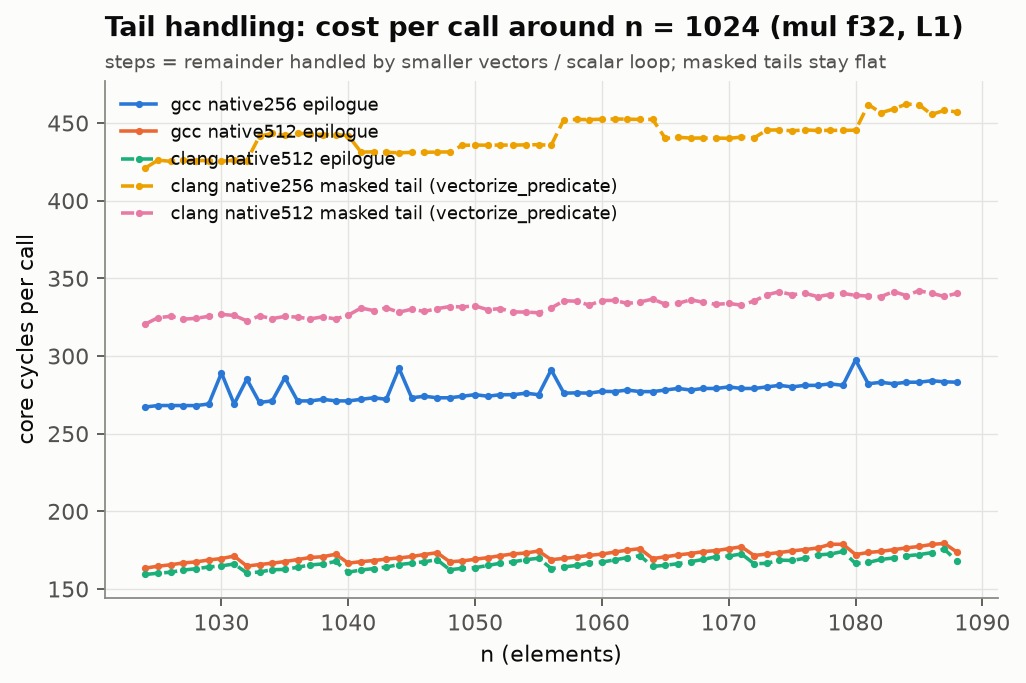 Tail handling: cost per call around n = 1024 (mul f32, L1)
steps = remainder handled by smaller vectors / scalar loop; masked tails stay flat
gcc native256 epilogue
gcc native512 epilogue
clang native512 epilogue
clang native256 masked tail (vectorize_predicate)
clang native512 masked tail (vectorize_predicate)
450
400
350
300
250
200
150
core cycles per call
1030 1040 1050 1060 1070 1080 1090
n (elements)